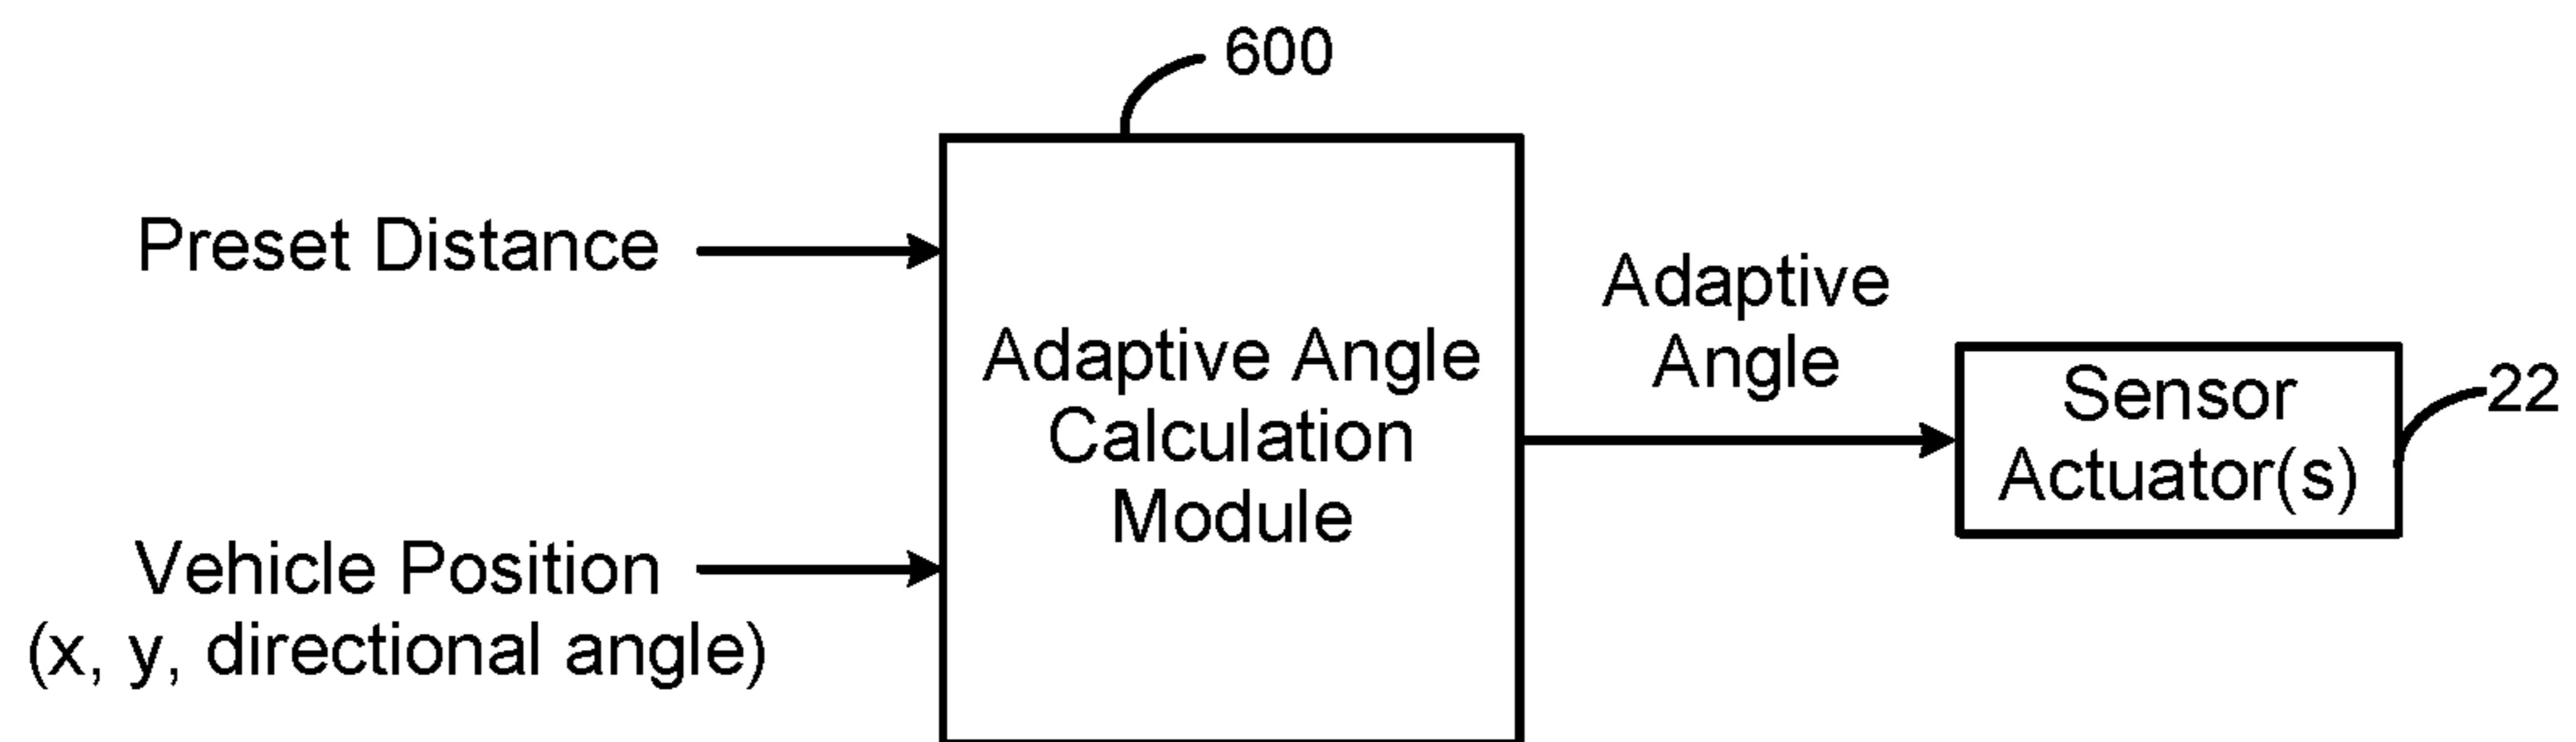 600
Preset Distance
Vehicle Position
(x, y, directional angle)
Adaptive Angle
Calculation
Module
Adaptive
Angle
Sensor
Actuator(s)
22